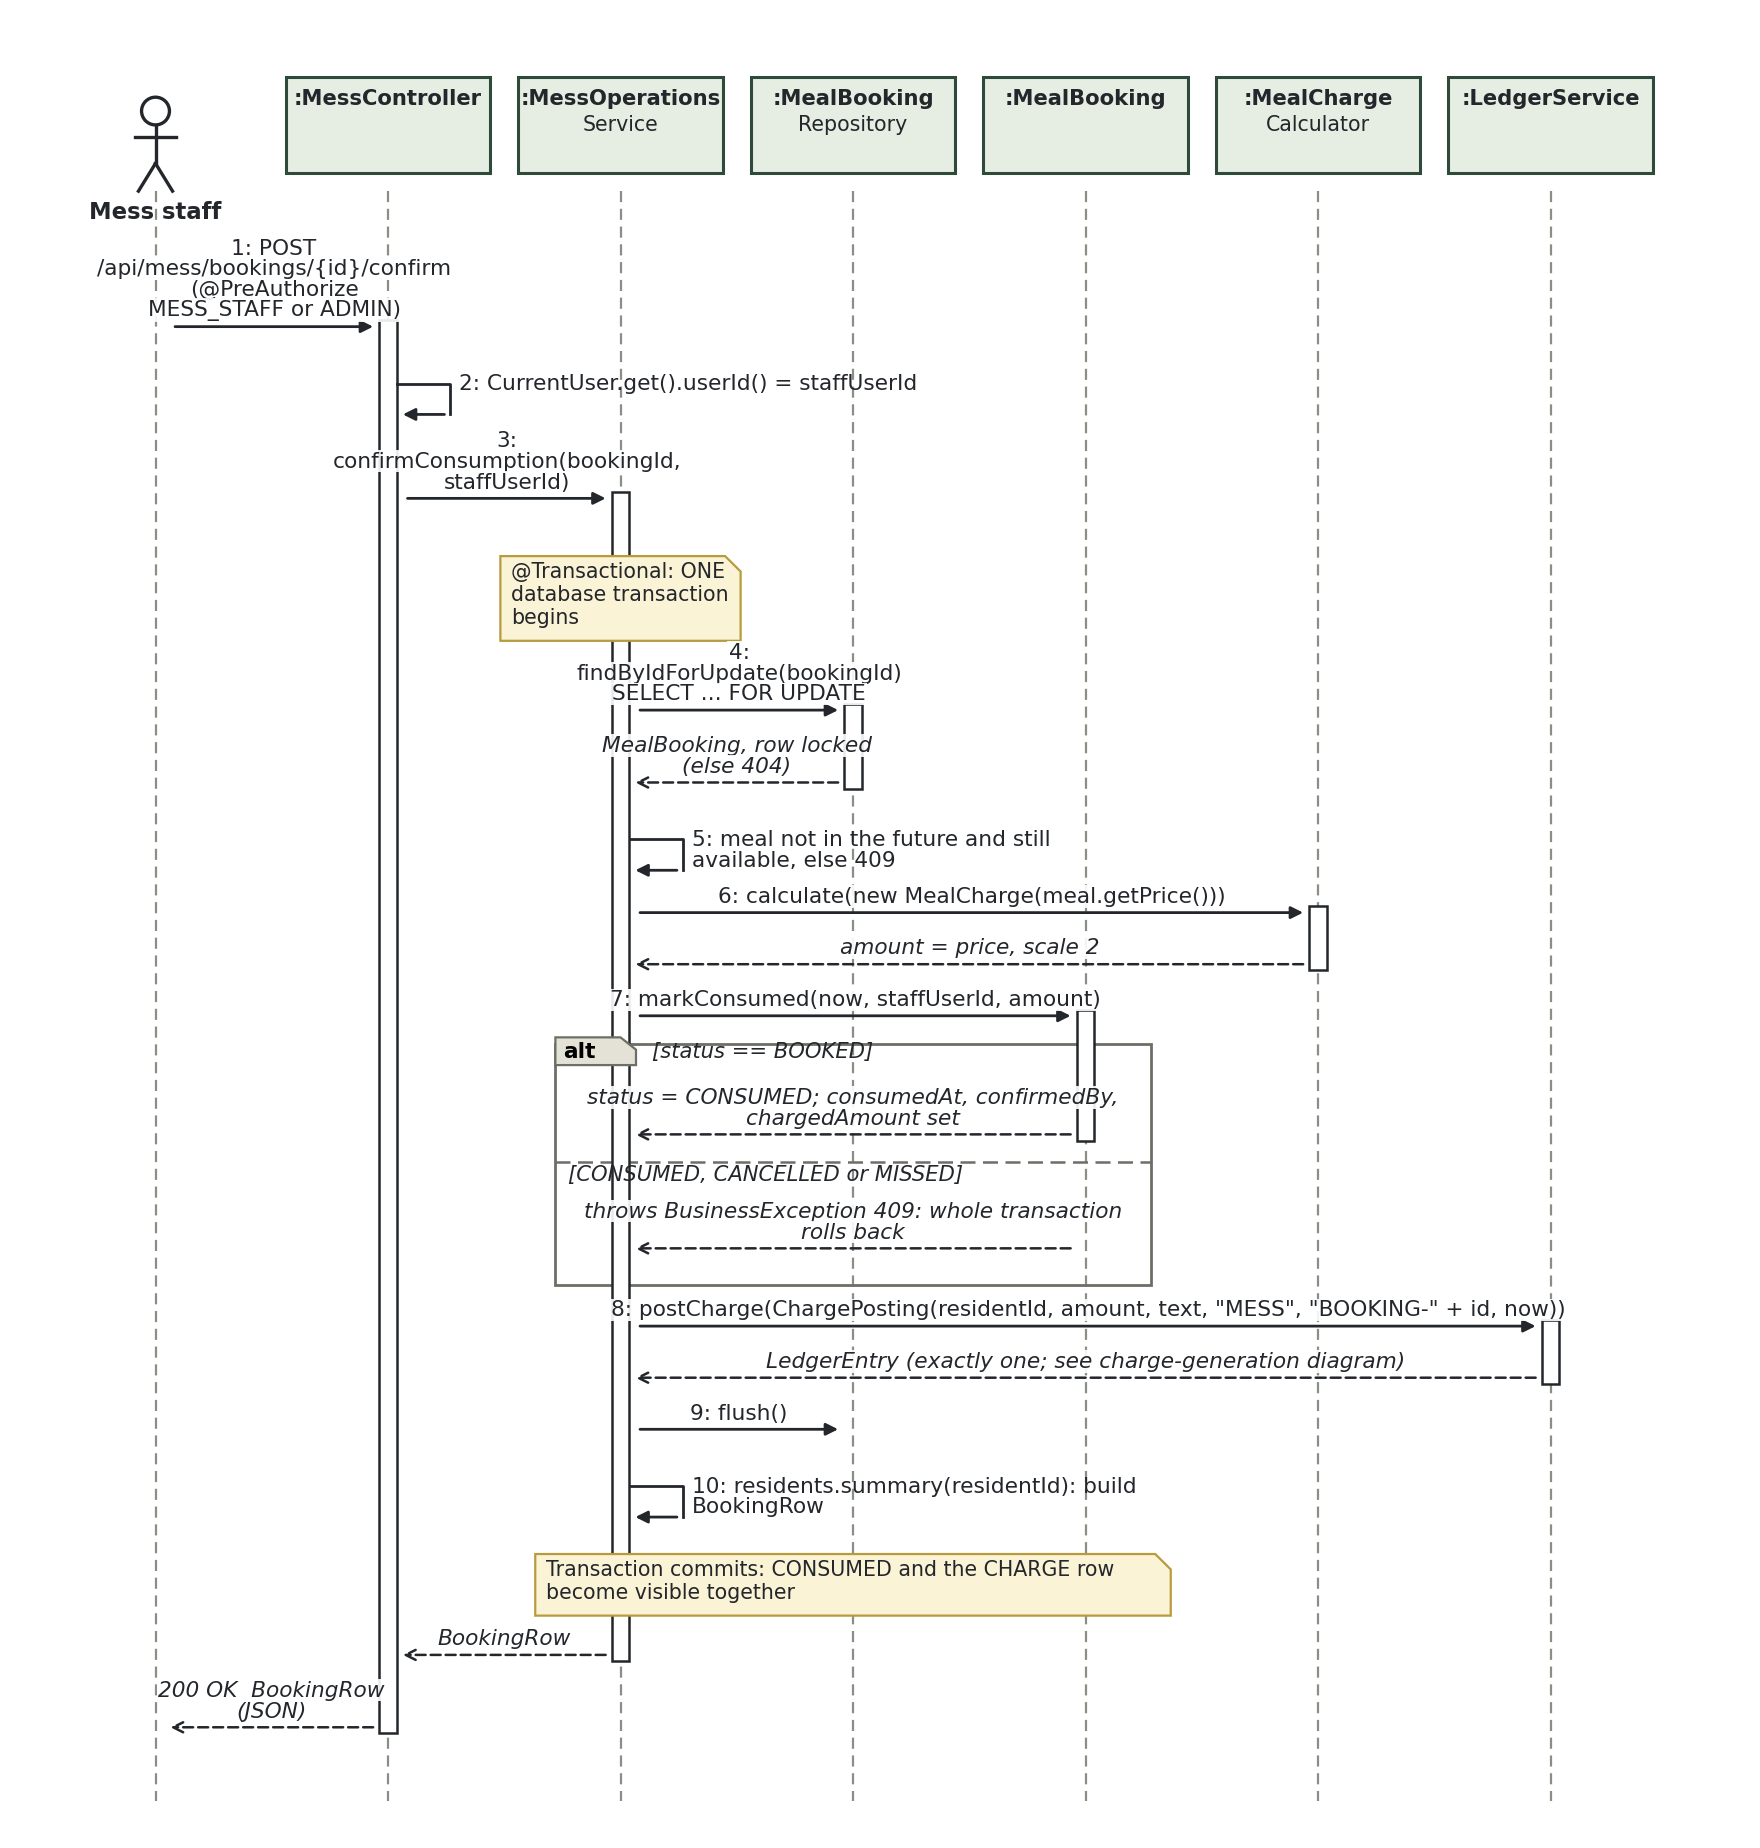 :MessController
:MessOperations
Service
:MealBooking
Repository
:MealBooking
:MealCharge
Calculator
:LedgerService
Mess staff
1: POST
/api/mess/bookings/{id}/confirm
(@PreAuthorize
MESS_STAFF or ADMIN)
2: CurrentUser.get().userId() = staffUserId
3:
confirmConsumption(bookingId,
staffUserId)
@Transactional: ONE
database transaction
begins
4:
findByIdForUpdate(bookingId)
SELECT ... FOR UPDATE
MealBooking, row locked
(else 404)
5: meal not in the future and still
available, else 409
6: calculate(new MealCharge(meal.getPrice()))
amount = price, scale 2
7: markConsumed(now, staffUserId, amount)
alt
[status == BOOKED]
status = CONSUMED; consumedAt, confirmedBy,
chargedAmount set
[CONSUMED, CANCELLED or MISSED]
throws BusinessException 409: whole transaction
rolls back
8: postCharge(ChargePosting(residentId, amount, text, "MESS", "BOOKING-" + id, now))
LedgerEntry (exactly one; see charge-generation diagram)
9: flush()
10: residents.summary(residentId): build
BookingRow
Transaction commits: CONSUMED and the CHARGE row
become visible together
BookingRow
200 OK  BookingRow
(JSON)